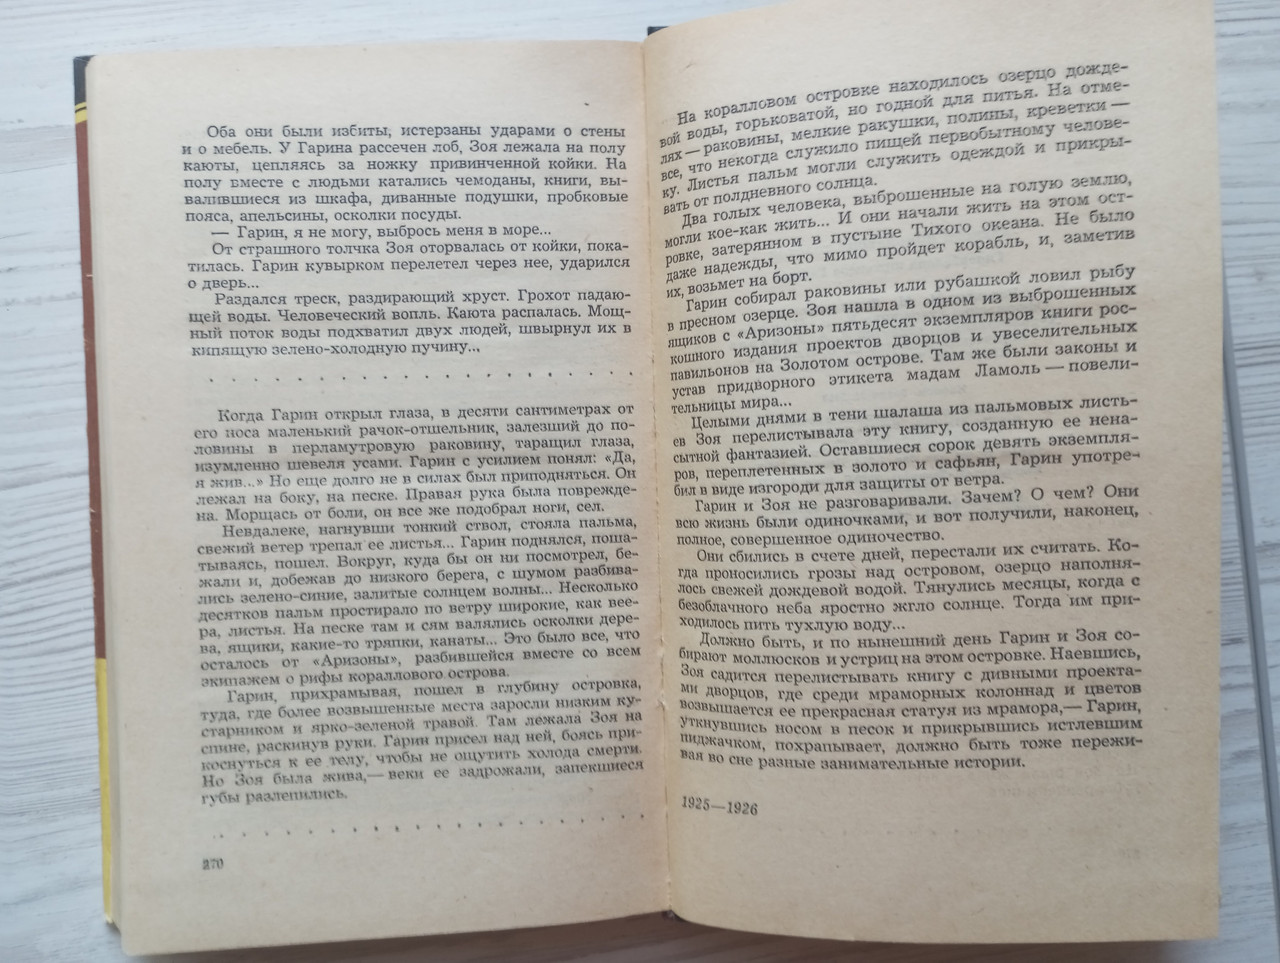 Оба они были избиты, истерзаны ударами о стены
и о мебель. У Гарина рассечен лоб, Зоя лежала на полу
каюты, цепляясь за ножку привинченной койки. На
полу вместе с людьми катались чемоданы, книги, вы-
валившиеся из шкафа, диванные подушки, пробковые
пояса, апельсины, осколки посуды.
— Гарин, я не могу, выбрось меня в море...
От страшного толчка Зоя оторвалась от койки, пока-
тилась. Гарин кувырком перелетел через нее, ударился
о дверь...
Раздался треск, раздирающий хруст. Грохот падаю-
щей воды. Человеческий вопль. Каюта распалась. Мощ-
ный поток воды подхватил двух людей, швырнул их в
кипящую зелено-холодную пучину...
. . . . . . . . . . . . . . . . . . . .
Когда Гарин открыл глаза, в десяти сантиметрах от
его носа маленький рачок-отшельник, залезший до по-
ловины в перламутровую раковину, таращил глаза,
изумленно шевеля усами. Гарин с усилием понял: «Да,
я жив...» Но еще долго не в силах был приподняться. Он
лежал на боку, на песке. Правая рука была поврежде-
на. Морщась от боли, он все же подобрал ноги, сел.
Невдалеке, нагнувши тонкий ствол, стояла пальма,
свежий ветер трепал ее листья... Гарин поднялся, поша-
тываясь, пошел. Вокруг, куда бы он ни посмотрел, бе-
жали и, добежав до низкого берега, с шумом разбива-
лись зелено-синие, залитые солнцем волны... Несколько
десятков пальм простирало по ветру широкие, как вее-
ра, листья. На песке там и сям валялись осколки дере-
ва, ящики, какие-то тряпки, канаты... Это было все, что
осталось от «Аризоны», разбившейся вместе со всем
экипажем о рифы кораллового острова.
Гарин, прихрамывая, пошел в глубину островка,
туда, где более возвышенные места заросли низким ку-
старником и ярко-зеленой травой. Там лежала Зоя на
спине, раскинув руки. Гарин присел над ней, боясь при-
коснуться к ее телу, чтобы не ощутить холода смерти.
Но Зоя была жива,— веки ее задрожали, запекшиеся
губы разлепились.
. . . . . . . . . . . . . . . . . . . .
270
На коралловом островке находилось озерцо дожде-
вой воды, горьковатой, но годной для питья. На отме-
лях — раковины, мелкие ракушки, полипы, креветки —
все, что некогда служило пищей первобытному челове-
ку. Листья пальм могли служить одеждой и прикры-
вать от полдневного солнца.
Два голых человека, выброшенные на голую землю,
могли кое-как жить... И они начали жить на этом ост-
ровке, затерянном в пустыне Тихого океана. Не было
даже надежды, что мимо пройдет корабль, и, заметив
их, возьмет на борт.
Гарин собирал раковины или рубашкой ловил рыбу
в пресном озерце. Зоя нашла в одном из выброшенных
ящиков с «Аризоны» пятьдесят экземпляров книги рос-
кошного издания проектов дворцов и увеселительных
павильонов на Золотом острове. Там же были законы и
устав придворного этикета мадам Ламоль — повели-
тельницы мира...
Целыми днями в тени шалаша из пальмовых листь-
ев Зоя перелистывала эту книгу, созданную ее нена-
сытной фантазией. Оставшиеся сорок девять экземпля-
ров, переплетенных в золото и сафьян, Гарин употре-
бил в виде изгороди для защиты от ветра.
Гарин и Зоя не разговаривали. Зачем? О чем? Они
всю жизнь были одиночками, и вот получили, наконец,
полное, совершенное одиночество.
Они сбились в счете дней, перестали их считать. Ко-
гда проносились грозы над островом, озерцо наполня-
лось свежей дождевой водой. Тянулись месяцы, когда с
безоблачного неба яростно жгло солнце. Тогда им при-
ходилось пить тухлую воду...
Должно быть, и по нынешний день Гарин и Зоя со-
бирают моллюсков и устриц на этом островке. Наевшись,
Зоя садится перелистывать книгу с дивными проекта-
ми дворцов, где среди мраморных колоннад и цветов
возвышается ее прекрасная статуя из мрамора,— Гарин,
уткнувшись носом в песок и прикрывшись истлевшим
пиджачком, похрапывает, должно быть тоже пережи-
вая во сне разные занимательные истории.
1925—1926